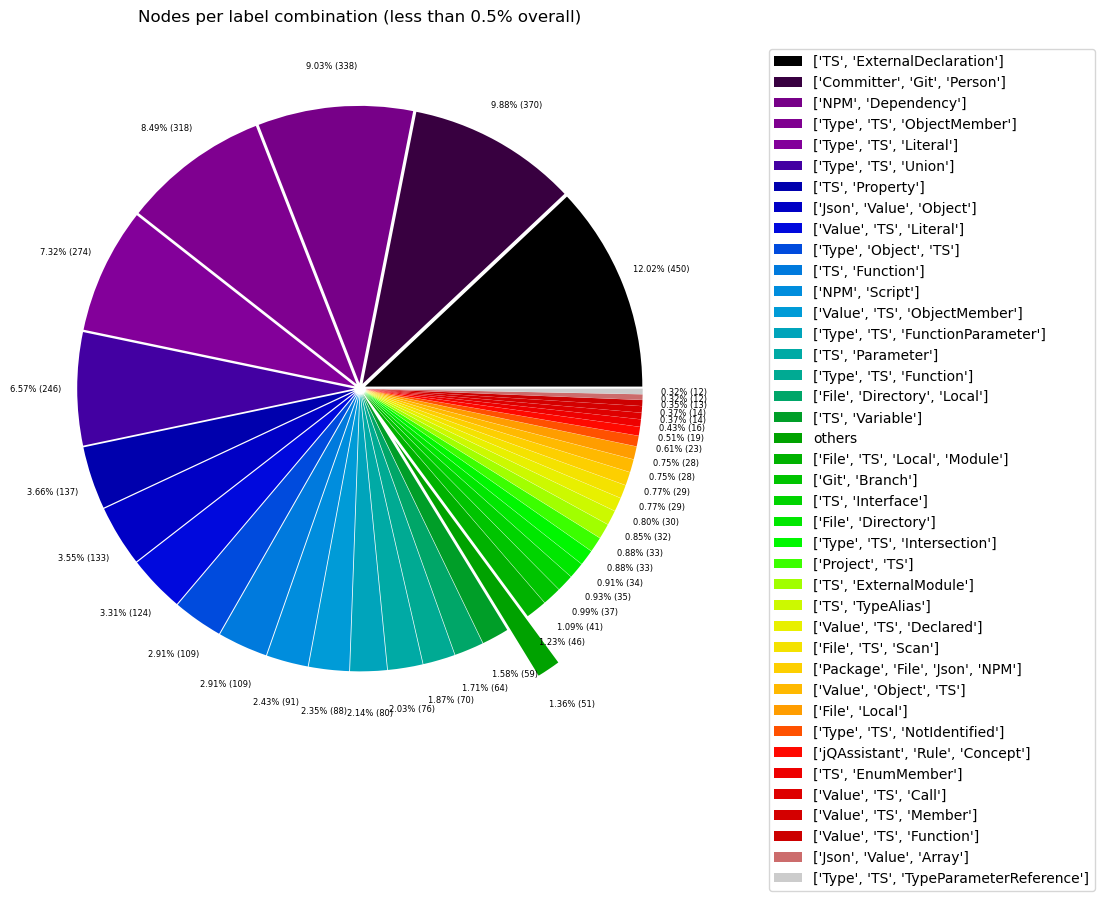 Nodes per label combination (less than 0.5% overall)
12.02% (450)
9.88% (370)
9.03% (338)
8.49% (318)
7.32% (274)
6.57% (246)
3.66% (137)
3.55% (133)
3.31% (124)
2.91% (109)
2.91% (109)
2.43% (91)
2.35% (88)
2.14% (80)
2.03% (76)
1.87% (70)
1.71% (64)
1.58% (59)
1.36% (51)
1.23% (46)
1.09% (41)
0.99% (37)
0.93% (35)
0.91% (34)
0.88% (33)
0.88% (33)
0.85% (32)
0.80% (30)
0.77% (29)
0.77% (29)
0.75% (28)
0.75% (28)
0.61% (23)
0.51% (19)
0.43% (16)
0.37% (14)
0.37% (14)
0.35% (13)
0.32% (12)
0.32% (12)
['TS', 'ExternalDeclaration']
['Committer', 'Git', 'Person']
['NPM', 'Dependency']
['Type', 'TS', 'ObjectMember']
['Type', 'TS', 'Literal']
['Type', 'TS', 'Union']
['TS', 'Property']
['Json', 'Value', 'Object']
['Value', 'TS', 'Literal']
['Type', 'Object', 'TS']
['TS', 'Function']
['NPM', 'Script']
['Value', 'TS', 'ObjectMember']
['Type', 'TS', 'FunctionParameter']
['TS', 'Parameter']
['Type', 'TS', 'Function']
['File', 'Directory', 'Local']
['TS', 'Variable']
others
['File', 'TS', 'Local', 'Module']
['Git', 'Branch']
['TS', 'Interface']
['File', 'Directory']
['Type', 'TS', 'Intersection']
['Project', 'TS']
['TS', 'ExternalModule']
['TS', 'TypeAlias']
['Value', 'TS', 'Declared']
['File', 'TS', 'Scan']
['Package', 'File', 'Json', 'NPM']
['Value', 'Object', 'TS']
['File', 'Local']
['Type', 'TS', 'NotIdentified']
['jQAssistant', 'Rule', 'Concept']
['TS', 'EnumMember']
['Value', 'TS', 'Call']
['Value', 'TS', 'Member']
['Value', 'TS', 'Function']
['Json', 'Value', 'Array']
['Type', 'TS', 'TypeParameterReference']